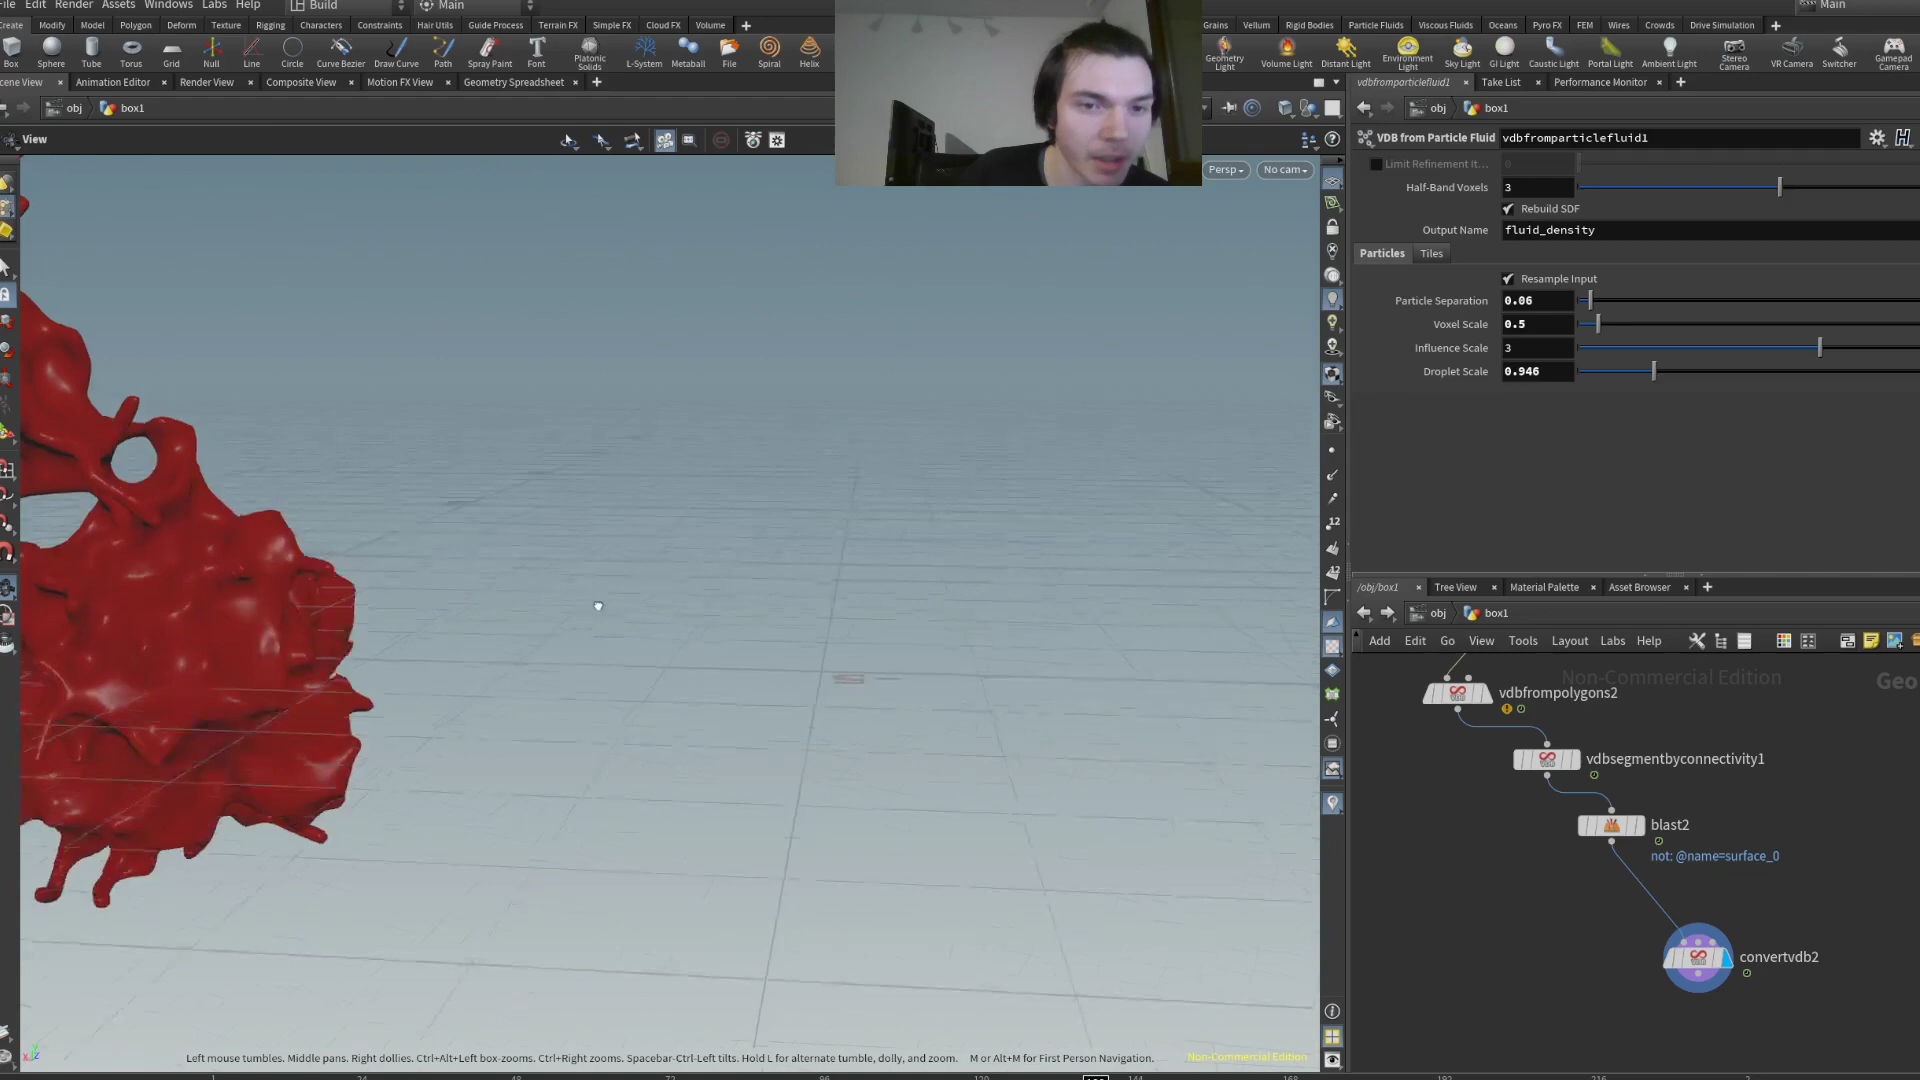 File Edit Render Assets Windows Labs Help Build Main Main
Create Modify Model Polygon Deform Texture Rigging Characters Constraints Hair Utils Guide Process Terrain FX Simple FX Cloud FX Volume
Grains Vellum Rigid Bodies Particle Fluids Viscous Fluids Oceans Pyro FX FEM Wires Crowds Drive Simulation
Box Sphere Tube Torus Grid Null Line Circle Curve Bezier Draw Curve Path Spray Paint Font Platonic Solids L-System Metaball File Spiral Helix
Geometry Light Volume Light Distant Light Environment Light Sky Light GI Light Caustic Light Portal Light Ambient Light Stereo Camera VR Camera Switcher Gamepad Camera
cene View Animation Editor Render View Composite View Motion FX View Geometry Spreadsheet
vdbfromparticlefluid1 Take List Performance Monitor
obj box1
obj box1
View
VDB from Particle Fluid vdbfromparticlefluid1
Persp No cam
Limit Refinement It... 0
Half-Band Voxels 3
Rebuild SDF
Output Name fluid_density
Particles Tiles
Resample Input
Particle Separation 0.06
Voxel Scale 0.5
Influence Scale 3
Droplet Scale 0.946
12
12
/obj/box1 Tree View Material Palette Asset Browser
obj box1
Add Edit Go View Tools Layout Labs Help
Non-Commercial Edition Geo
vdbfrompolygons2
vdbsegmentbyconnectivity1
blast2
not: @name=surface_0
convertvdb2
Left mouse tumbles. Middle pans. Right dollies. Ctrl+Alt+Left box-zooms. Ctrl+Right zooms. Spacebar-Ctrl-Left tilts. Hold L for alternate tumble, dolly, and zoom. M or Alt+M for First Person Navigation.
Non-Commercial Edition